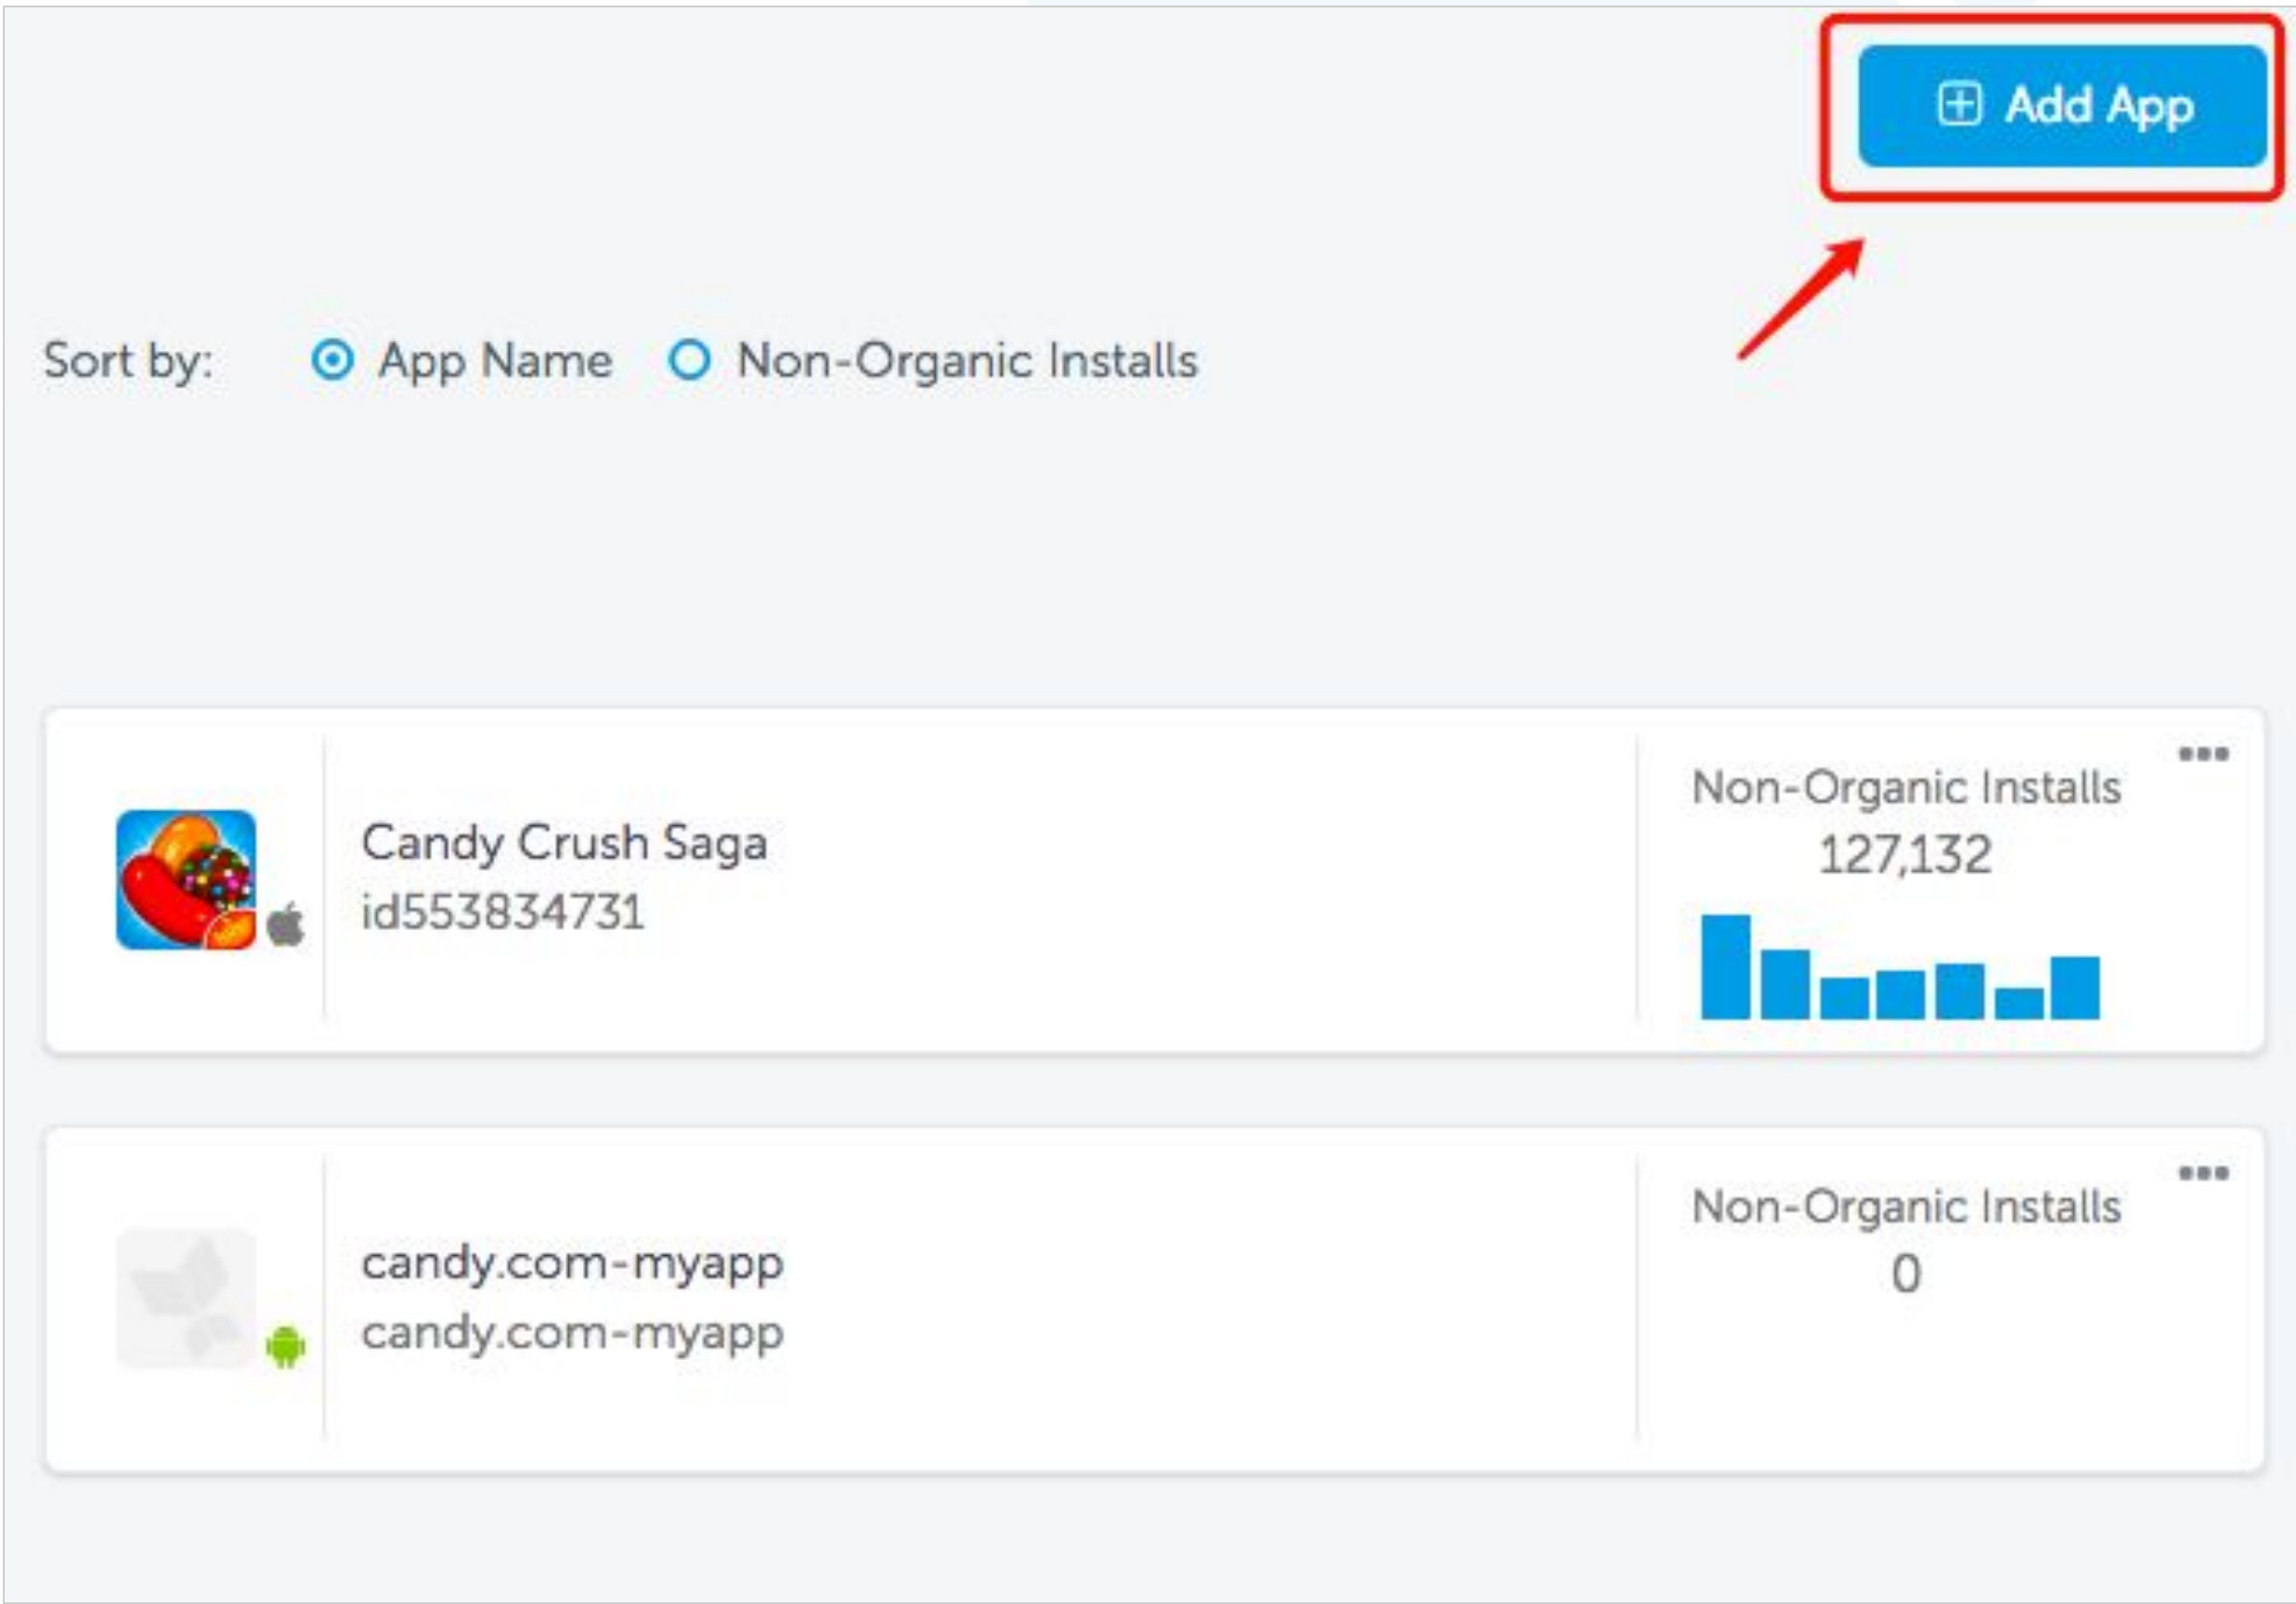 Add App
Sort by: App Name Non-Organic Installs
Candy Crush Saga
id553834731
Non-Organic Installs
127,132
candy.com-myapp
candy.com-myapp
Non-Organic Installs
0